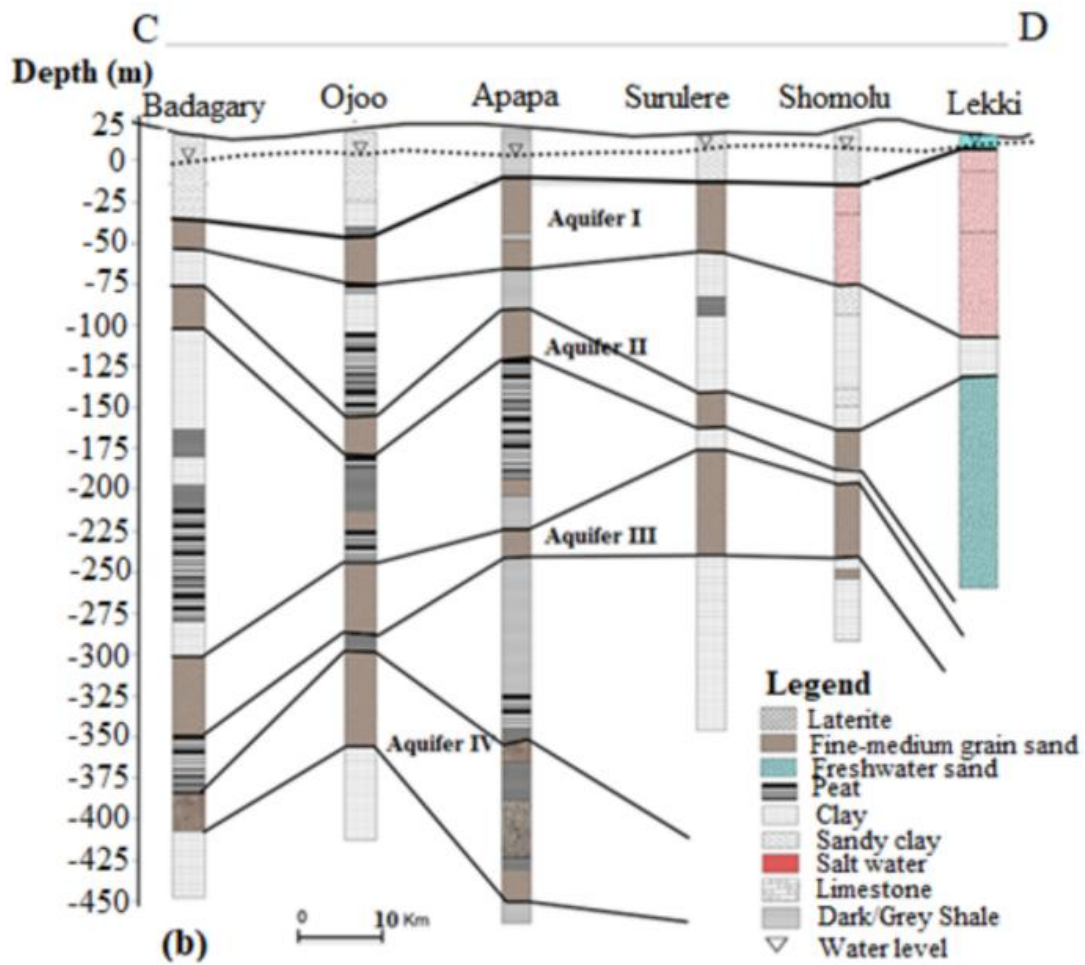 C D
Depth (m)
Badagary Ojoo Apapa Surulere Shomolu Lekki
25
0
-25
-50
-75
-100
-125
-150
-175
-200
-225
-250
-275
-300
-325
-350
-375
-400
-425
-450
Aquifer I
Aquifer II
Aquifer III
Aquifer IV
Legend
Laterite
Fine-medium grain sand
Freshwater sand
Peat
Clay
Sandy clay
Salt water
Limestone
Dark/Grey Shale
Water level
0 10 Km
(b)